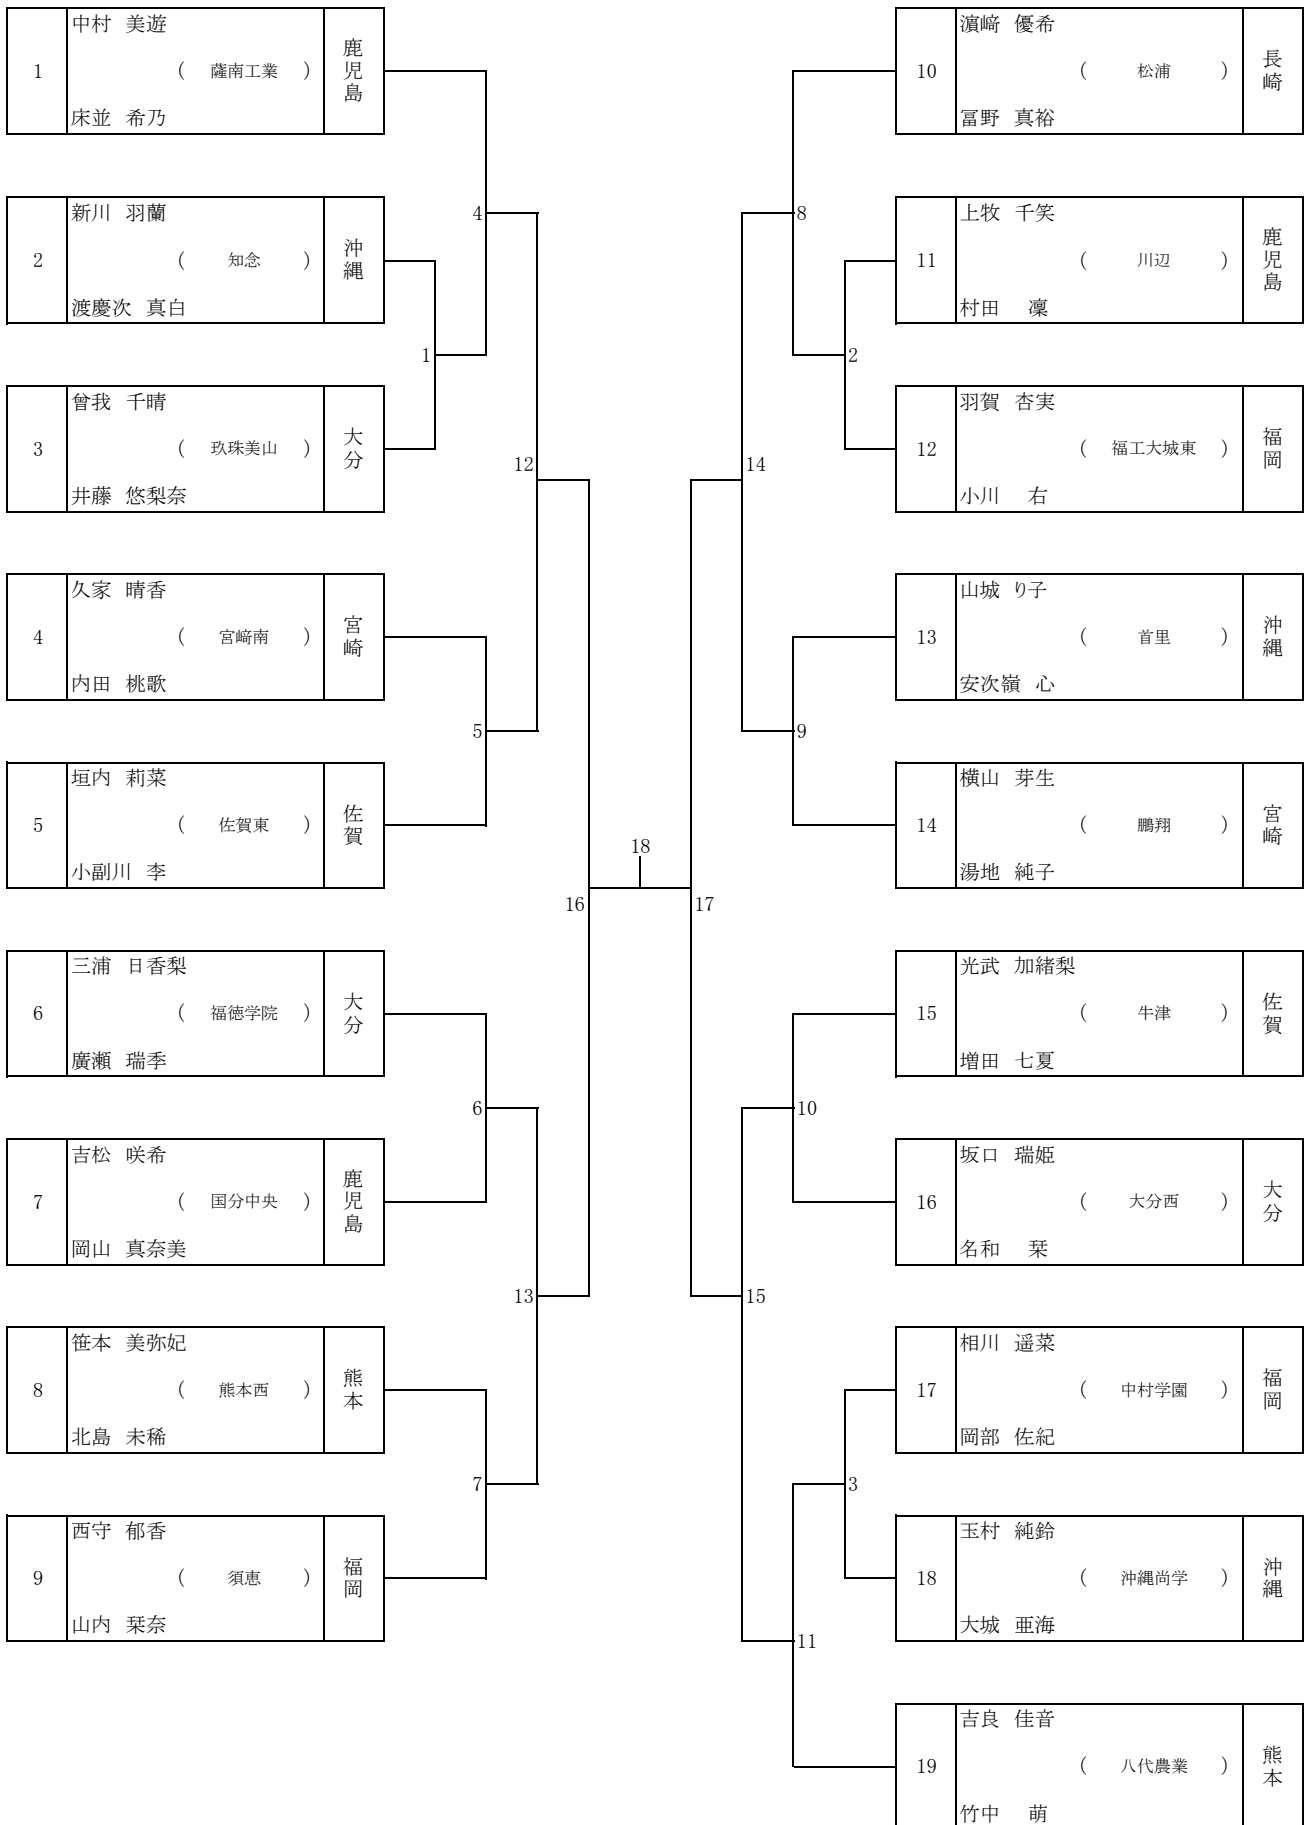 中村 美遊
1 ( 薩南工業 ) 鹿児島
床並 希乃
新川 羽蘭
2 ( 知念 ) 沖縄
渡慶次 真白
曾我 千晴
3 ( 玖珠美山 ) 大分
井藤 悠梨奈
久家 晴香
4 ( 宮﨑南 ) 宮崎
内田 桃歌
垣内 莉菜
5 ( 佐賀東 ) 佐賀
小副川 李
三浦 日香梨
6 ( 福徳学院 ) 大分
廣瀬 瑞季
吉松 咲希
7 ( 国分中央 ) 鹿児島
岡山 真奈美
笹本 美弥妃
8 ( 熊本西 ) 熊本
北島 未稀
西守 郁香
9 ( 須恵 ) 福岡
山内 栞奈
4
1
12
5
16
6
13
7
18
17
14
8
2
9
10
15
3
11
濵﨑 優希
10 ( 松浦 ) 長崎
冨野 真裕
上牧 千笑
11 ( 川辺 ) 鹿児島
村田 凜
羽賀 杏実
12 ( 福工大城東 ) 福岡
小川 右
山城 り子
13 ( 首里 ) 沖縄
安次嶺 心
横山 芽生
14 ( 鵬翔 ) 宮崎
湯地 純子
光武 加緒梨
15 ( 牛津 ) 佐賀
増田 七夏
坂口 瑞姫
16 ( 大分西 ) 大分
名和 栞
相川 遥菜
17 ( 中村学園 ) 福岡
岡部 佐紀
玉村 純鈴
18 ( 沖縄尚学 ) 沖縄
大城 亜海
吉良 佳音
19 ( 八代農業 ) 熊本
竹中 萌